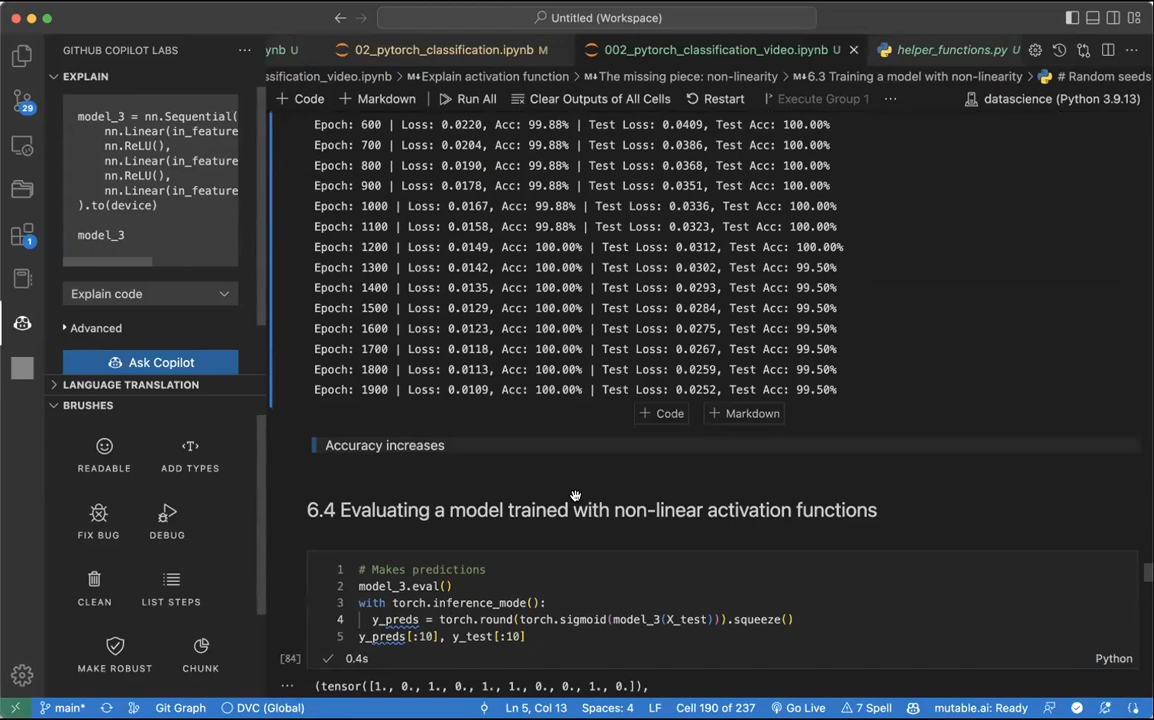 Untitled (Workspace)
GITHUB COPILOT LABS
EXPLAIN
model_3 = nn.Sequential(
nn.Linear(in_feature
nn.ReLU(),
nn.Linear(in_feature
nn.ReLU(),
nn.Linear(in_feature
).to(device)
model_3
Explain code
Advanced
Ask Copilot
LANGUAGE TRANSLATION
BRUSHES
READABLE
ADD TYPES
FIX BUG
DEBUG
CLEAN
LIST STEPS
MAKE ROBUST
CHUNK
29
1
ynb U
02_pytorch_classification.ipynb M
002_pytorch_classification_video.ipynb U
helper_functions.py U
ssification_video.ipynb > M↓Explain activation function > M↓The missing piece: non-linearity > M↓6.3 Training a model with non-linearity > # Random seeds
+ Code + Markdown Run All Clear Outputs of All Cells Restart Execute Group 1 ... datascience (Python 3.9.13)
Epoch: 600 | Loss: 0.0220, Acc: 99.88% | Test Loss: 0.0409, Test Acc: 100.00%
Epoch: 700 | Loss: 0.0204, Acc: 99.88% | Test Loss: 0.0386, Test Acc: 100.00%
Epoch: 800 | Loss: 0.0190, Acc: 99.88% | Test Loss: 0.0368, Test Acc: 100.00%
Epoch: 900 | Loss: 0.0178, Acc: 99.88% | Test Loss: 0.0351, Test Acc: 100.00%
Epoch: 1000 | Loss: 0.0167, Acc: 99.88% | Test Loss: 0.0336, Test Acc: 100.00%
Epoch: 1100 | Loss: 0.0158, Acc: 99.88% | Test Loss: 0.0323, Test Acc: 100.00%
Epoch: 1200 | Loss: 0.0149, Acc: 100.00% | Test Loss: 0.0312, Test Acc: 100.00%
Epoch: 1300 | Loss: 0.0142, Acc: 100.00% | Test Loss: 0.0302, Test Acc: 99.50%
Epoch: 1400 | Loss: 0.0135, Acc: 100.00% | Test Loss: 0.0293, Test Acc: 99.50%
Epoch: 1500 | Loss: 0.0129, Acc: 100.00% | Test Loss: 0.0284, Test Acc: 99.50%
Epoch: 1600 | Loss: 0.0123, Acc: 100.00% | Test Loss: 0.0275, Test Acc: 99.50%
Epoch: 1700 | Loss: 0.0118, Acc: 100.00% | Test Loss: 0.0267, Test Acc: 99.50%
Epoch: 1800 | Loss: 0.0113, Acc: 100.00% | Test Loss: 0.0259, Test Acc: 99.50%
Epoch: 1900 | Loss: 0.0109, Acc: 100.00% | Test Loss: 0.0252, Test Acc: 99.50%
+ Code + Markdown
Accuracy increases
6.4 Evaluating a model trained with non-linear activation functions
1 # Makes predictions
2 model_3.eval()
3 with torch.inference_mode():
4 y_preds = torch.round(torch.sigmoid(model_3(X_test))).squeeze()
5 y_preds[:10], y_test[:10]
[84] 0.4s Python
... (tensor([1., 0., 1., 0., 1., 1., 0., 0., 1., 0.]),
main* Git Graph DVC (Global) Ln 5, Col 13 Spaces: 4 LF Cell 190 of 237 Go Live 7 Spell mutable.ai: Ready